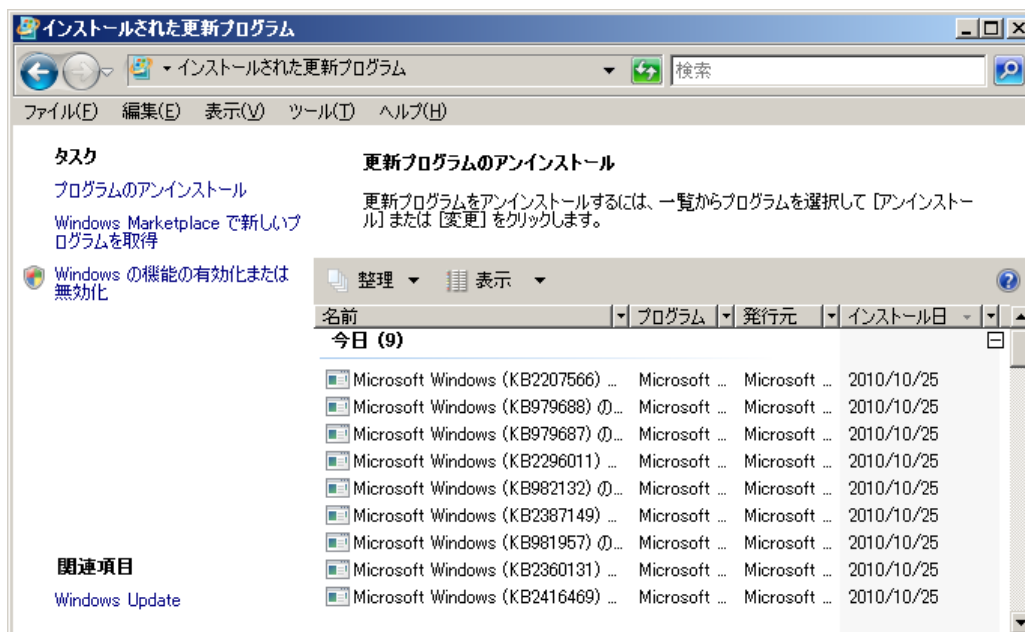 インストールされた更新プログラム
インストールされた更新プログラム
検索
ファイル(F) 編集(E) 表示(V) ツール(T) ヘルプ(H)
タスク
プログラムのアンインストール
Windows Marketplace で新しいプ
ログラムを取得
Windows の機能の有効化または
無効化
関連項目
Windows Update
更新プログラムのアンインストール
更新プログラムをアンインストールするには、一覧からプログラムを選択して [アンインストー
ル] または [変更] をクリックします。
整理 表示
名前 プログラム 発行元 インストール日
今日 (9)
Microsoft Windows (KB2207566) ... Microsoft ... Microsoft ... 2010/10/25
Microsoft Windows (KB979688) の... Microsoft ... Microsoft ... 2010/10/25
Microsoft Windows (KB979687) の... Microsoft ... Microsoft ... 2010/10/25
Microsoft Windows (KB2296011) ... Microsoft ... Microsoft ... 2010/10/25
Microsoft Windows (KB982132) の... Microsoft ... Microsoft ... 2010/10/25
Microsoft Windows (KB2387149) ... Microsoft ... Microsoft ... 2010/10/25
Microsoft Windows (KB981957) の... Microsoft ... Microsoft ... 2010/10/25
Microsoft Windows (KB2360131) ... Microsoft ... Microsoft ... 2010/10/25
Microsoft Windows (KB2416469) ... Microsoft ... Microsoft ... 2010/10/25